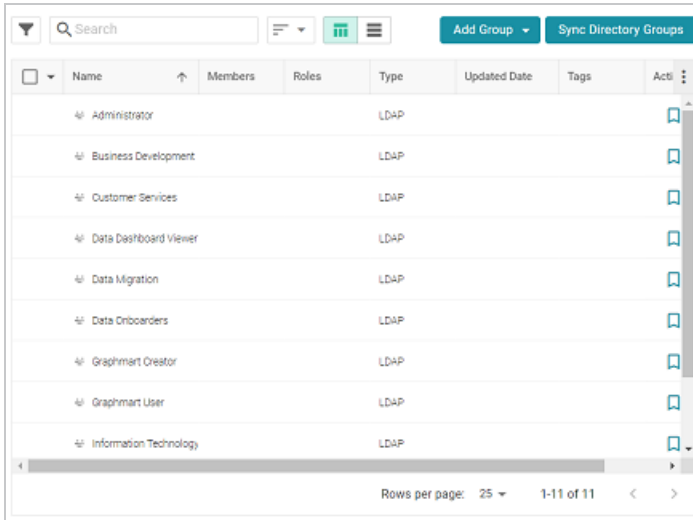 Search
Add Group
Sync Directory Groups
Name Members Roles Type Updated Date Tags Acti
Administrator LDAP
Business Development LDAP
Customer Services LDAP
Data Dashboard Viewer LDAP
Data Migration LDAP
Data Onboarders LDAP
Graphmart Creator LDAP
Graphmart User LDAP
Information Technology LDAP
Rows per page: 25 1-11 of 11